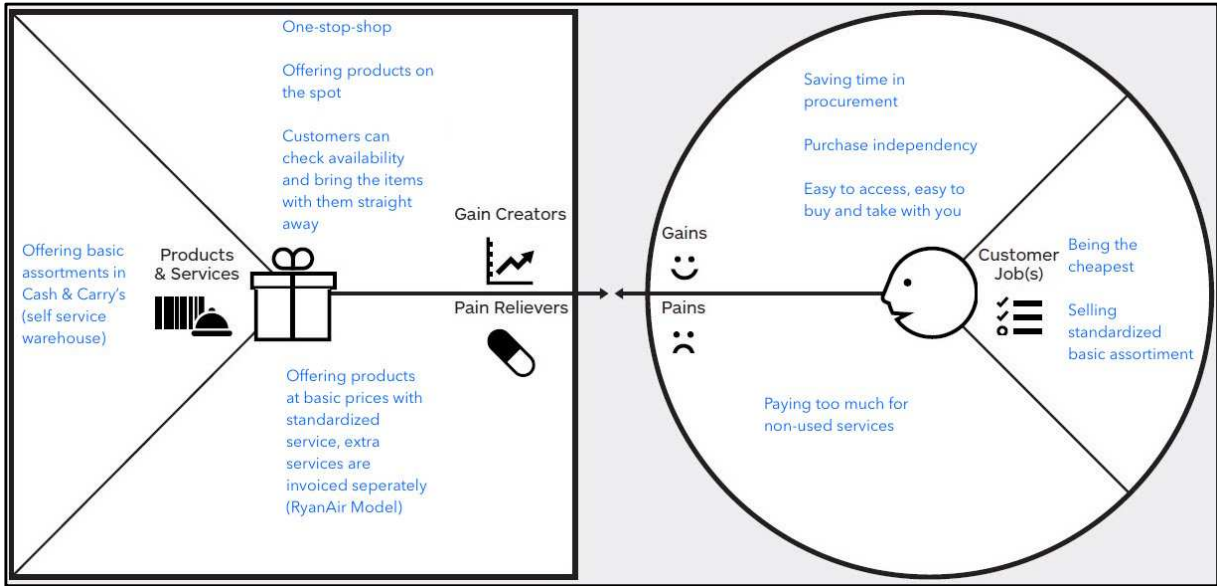 One-stop-shop
Offering products on
the spot
Customers can
check availability
and bring the items
with them straight
away
Gain Creators
Offering basic
assortments in
Cash & Carry's
(self service
warehouse)
Products
& Services
Pain Relievers
Offering products
at basic prices with
standardized
service, extra
services are
invoiced seperately
(RyanAir Model)
Saving time in
procurement
Purchase independency
Easy to access, easy to
buy and take with you
Gains
Pains
Customer
Job(s)
Being the
cheapest
Selling
standardized
basic assortiment
Paying too much for
non-used services